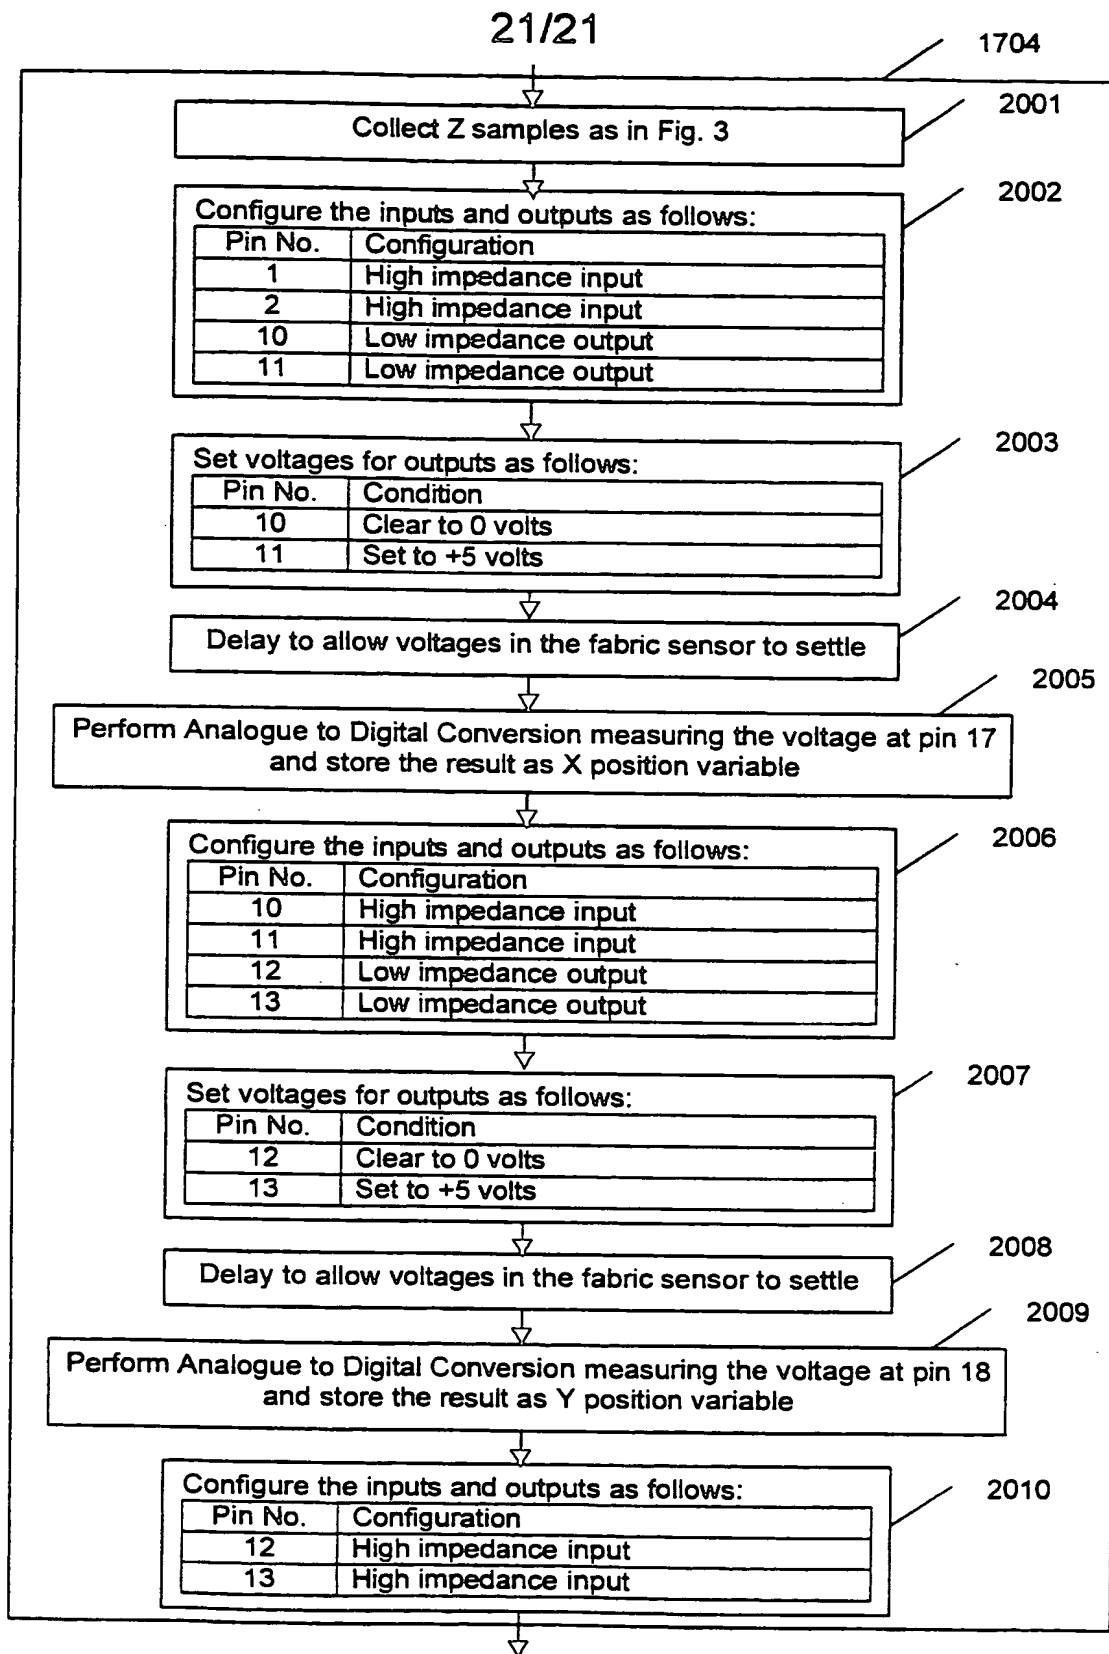 21/21
1704
2001
Collect Z samples as in Fig. 3
2002
Configure the inputs and outputs as follows:
Pin No. Configuration
1 High impedance input
2 High impedance input
10 Low impedance output
11 Low impedance output
2003
Set voltages for outputs as follows:
Pin No. Condition
10 Clear to 0 volts
11 Set to +5 volts
2004
Delay to allow voltages in the fabric sensor to settle
2005
Perform Analogue to Digital Conversion measuring the voltage at pin 17
and store the result as X position variable
2006
Configure the inputs and outputs as follows:
Pin No. Configuration
10 High impedance input
11 High impedance input
12 Low impedance output
13 Low impedance output
2007
Set voltages for outputs as follows:
Pin No. Condition
12 Clear to 0 volts
13 Set to +5 volts
2008
Delay to allow voltages in the fabric sensor to settle
2009
Perform Analogue to Digital Conversion measuring the voltage at pin 18
and store the result as Y position variable
2010
Configure the inputs and outputs as follows:
Pin No. Configuration
12 High impedance input
13 High impedance input